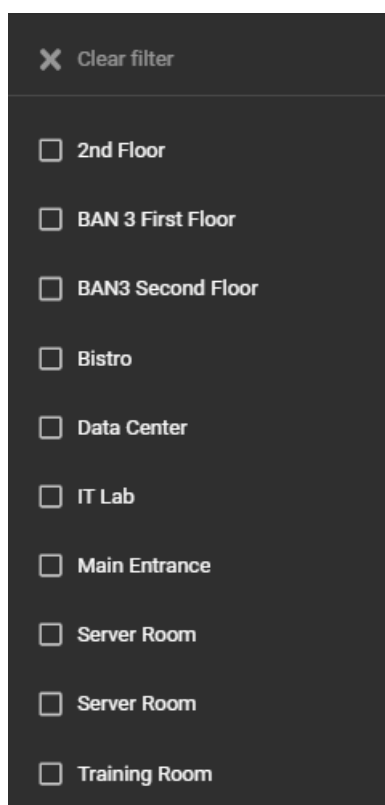 Clear filter
2nd Floor
BAN 3 First Floor
BAN3 Second Floor
Bistro
Data Center
IT Lab
Main Entrance
Server Room
Server Room
Training Room